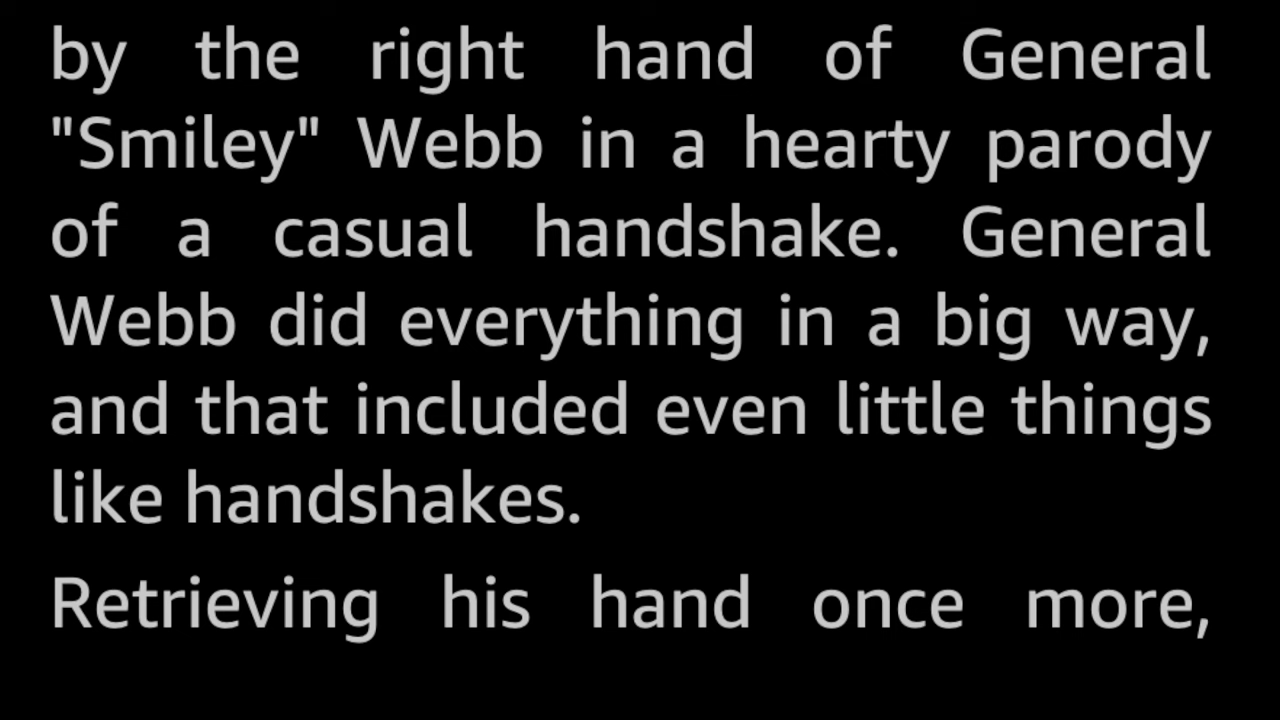 by the right hand of General
"Smiley" Webb in a hearty parody
of a casual handshake. General
Webb did everything in a big way,
and that included even little things
like handshakes.
Retrieving his hand once more,